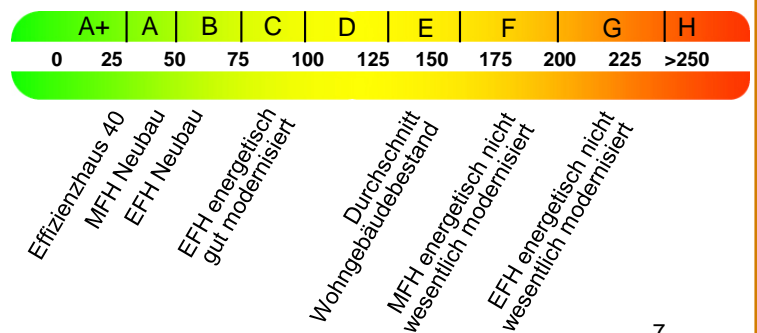 A+ A B C D E F G H
0 25 50 75 100 125 150 175 200 225 >250
Effizienzhaus 40
MFH Neubau
EFH Neubau
EFH energetisch
gut modernisiert
Durchschnitt
Wohngebäudebestand
MFH energetisch nicht
wesentlich modernisiert
EFH energetisch nicht
wesentlich modernisiert